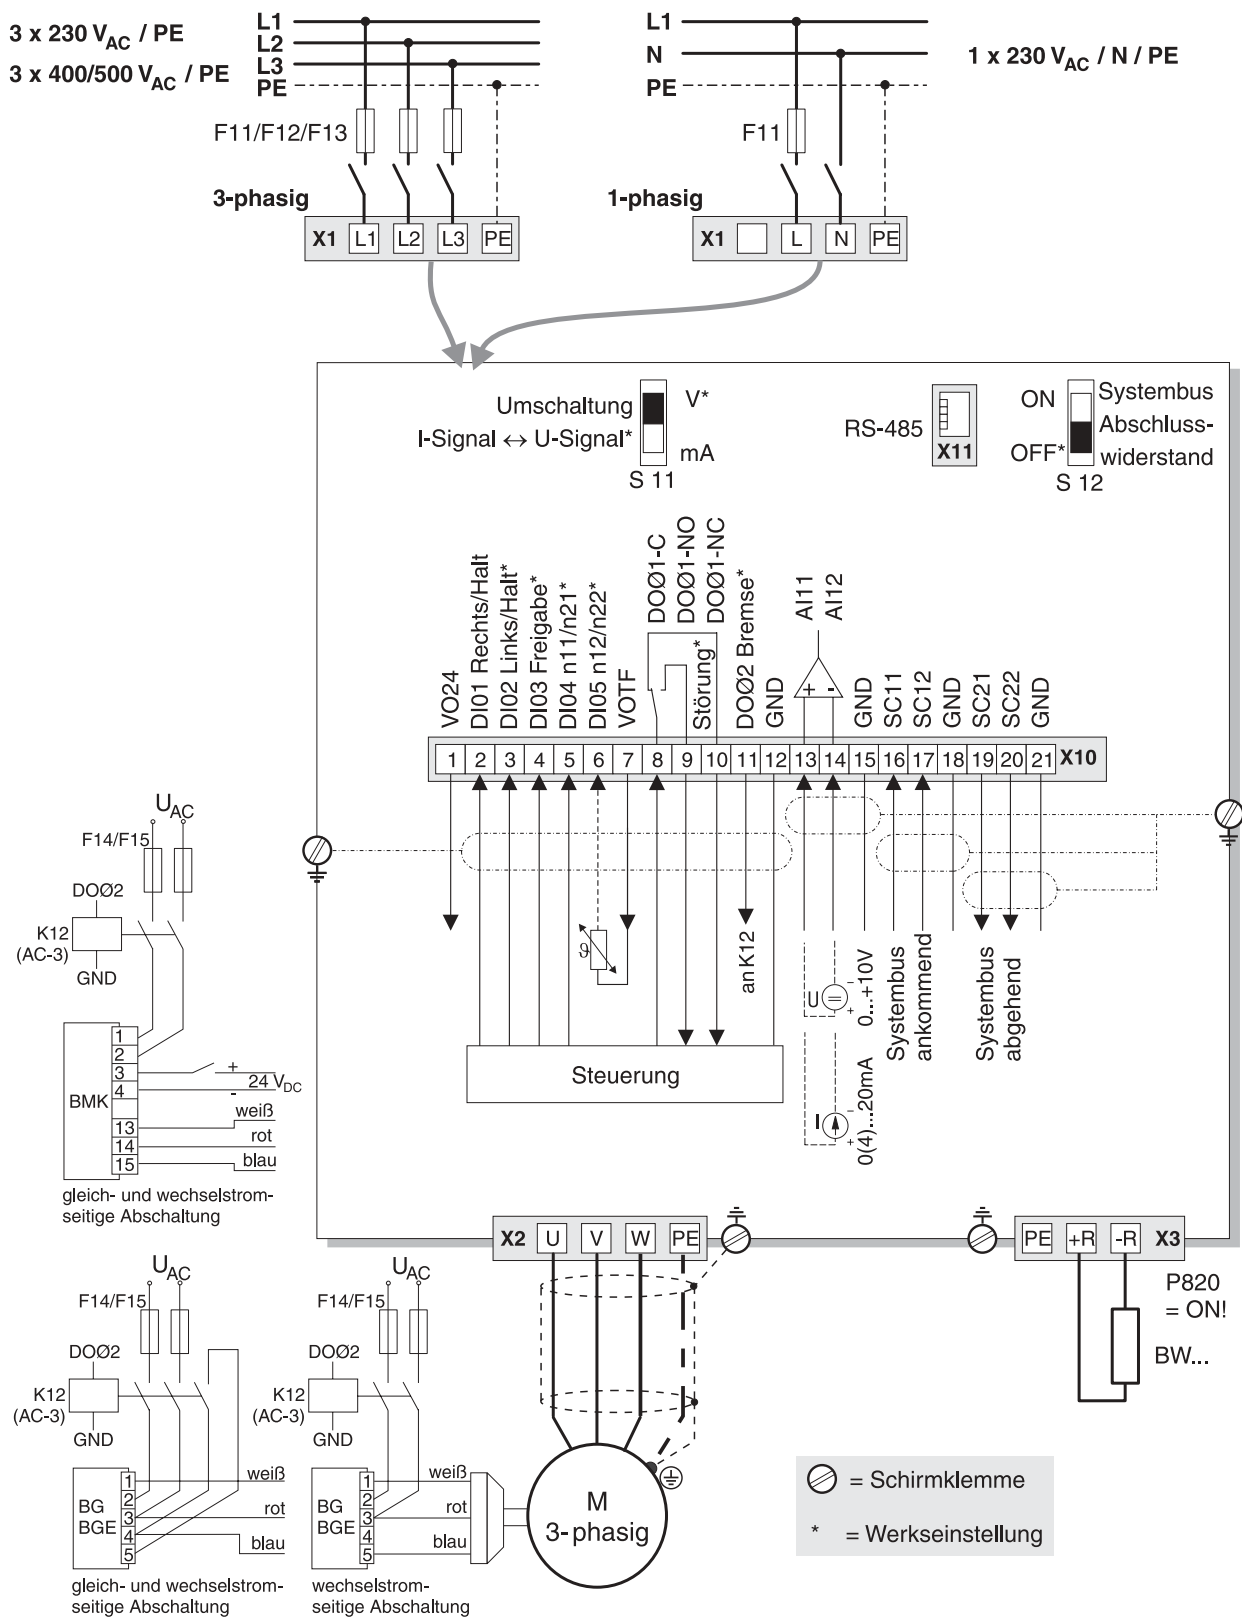 3 x 230 VAC / PE
3 x 400/500 VAC / PE
L1
L2
L3
PE
F11/F12/F13
3-phasig
X1 L1 L2 L3 PE
L1
N
PE
1 x 230 VAC / N / PE
F11
1-phasig
X1 L N PE
Umschaltung
I-Signal ↔ U-Signal*
V*
mA
S 11
RS-485
X11
ON
OFF*
S 12
Systembus
Abschluss-
widerstand
VO24
DI01 Rechts/Halt
DI02 Links/Halt*
DI03 Freigabe*
DI04 n11/n21*
DI05 n12/n22*
VOTF
DOØ1-C
DOØ1-NO
DOØ1-NC
Störung*
DOØ2 Bremse*
GND
AI11
AI12
+ -
GND
SC11
SC12
GND
SC21
SC22
GND
1 2 3 4 5 6 7 8 9 10 11 12 13 14 15 16 17 18 19 20 21 X10
ϑ
an K12
U =
- +
0...+10V
I
- +
0(4)...20mA
Systembus
ankommend
Systembus
abgehend
Steuerung
UAC
F14/F15
DOØ2
K12
(AC-3)
GND
BMK
1
2
3
4
13
14
15
+
24 VDC
-
weiß
rot
blau
gleich- und wechselstrom-
seitige Abschaltung
X2 U V W PE
PE +R -R X3
P820
= ON!
BW...
UAC
F14/F15
DOØ2
K12
(AC-3)
GND
BG
BGE
1
2
3
4
5
weiß
rot
blau
gleich- und wechselstrom-
seitige Abschaltung
UAC
F14/F15
DOØ2
K12
(AC-3)
GND
BG
BGE
1
2
3
4
5
weiß
rot
blau
wechselstrom-
seitige Abschaltung
M
3-phasig
= Schirmklemme
* = Werkseinstellung